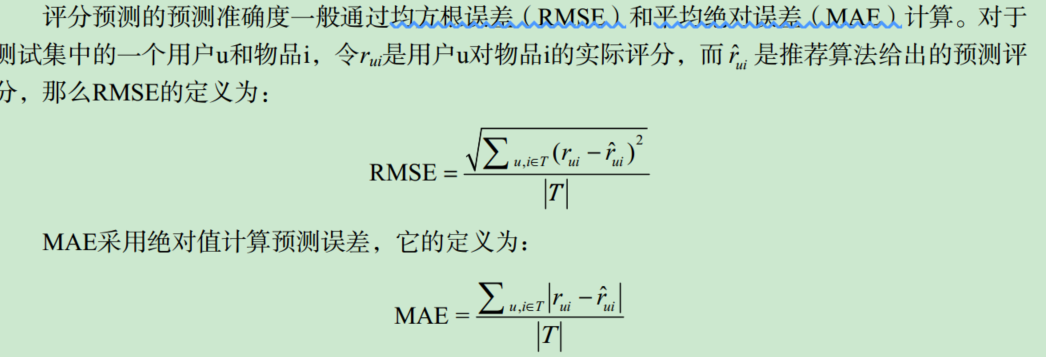 评分预测的预测准确度一般通过均方根误差（RMSE）和平均绝对误差（MAE）计算。对于
测试集中的一个用户u和物品i，令r_{ui}是用户u对物品i的实际评分，而 \hat{r}_{ui} 是推荐算法给出的预测评
分，那么RMSE的定义为：
RMSE = \frac{\sqrt{\sum_{u,i∈T}(r_{ui} − \hat{r}_{ui})^2}}{|T|}
MAE采用绝对值计算预测误差，它的定义为：
MAE = \frac{\sum_{u,i∈T}|r_{ui} − \hat{r}_{ui}|}{|T|}